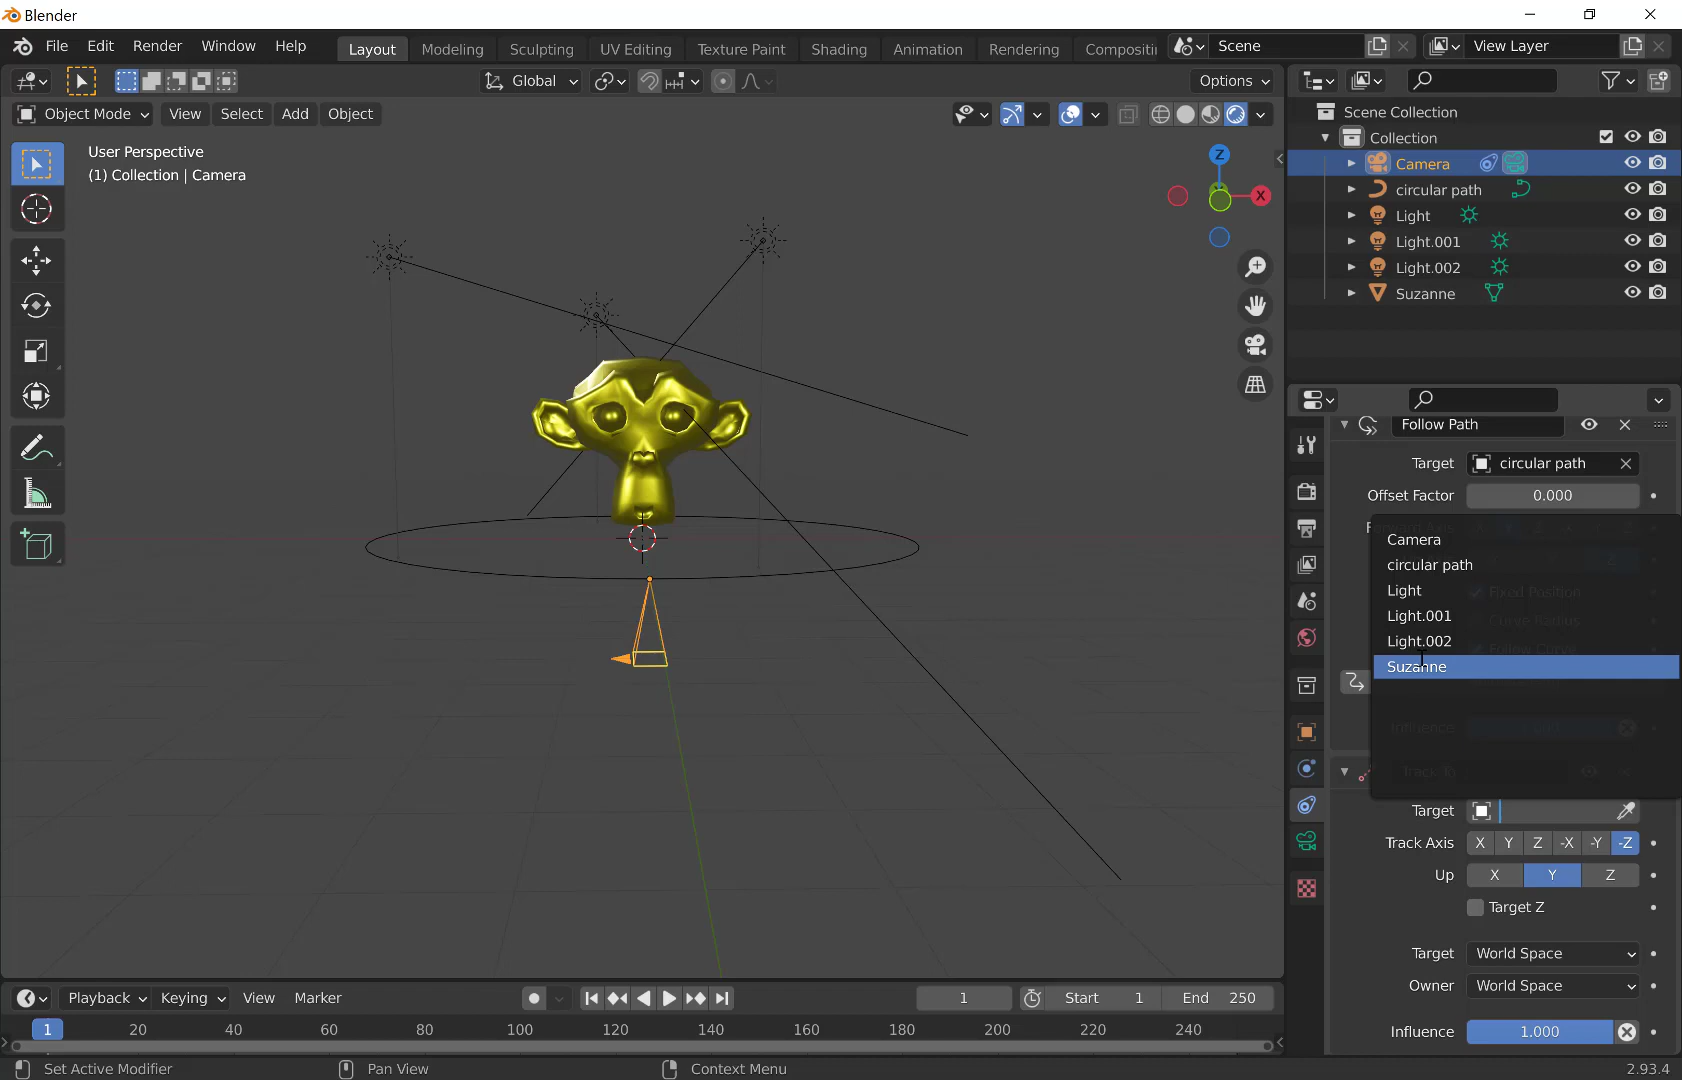 Blender
File Edit Render Window Help Layout Modeling Sculpting UV Editing Texture Paint Shading Animation Rendering Compositi Scene View Layer
Global Options
Object Mode View Select Add Object
User Perspective
(1) Collection | Camera
Z
X
Scene Collection
Collection
Camera
circular path
Light
Light.001
Light.002
Suzanne
Follow Path
Target circular path
Offset Factor 0.000
Camera
circular path
Light
Light.001
Light.002
Suzanne
Fixed Position
Curve Radius
Follow Curve
Influence
Track To
Target
Track Axis X Y Z -X -Y -Z
Up X Y Z
Target Z
Target World Space
Owner World Space
Influence 1.000
Playback Keying View Marker 1 Start 1 End 250
1 20 40 60 80 100 120 140 160 180 200 220 240
Set Active Modifier Pan View Context Menu 2.93.4